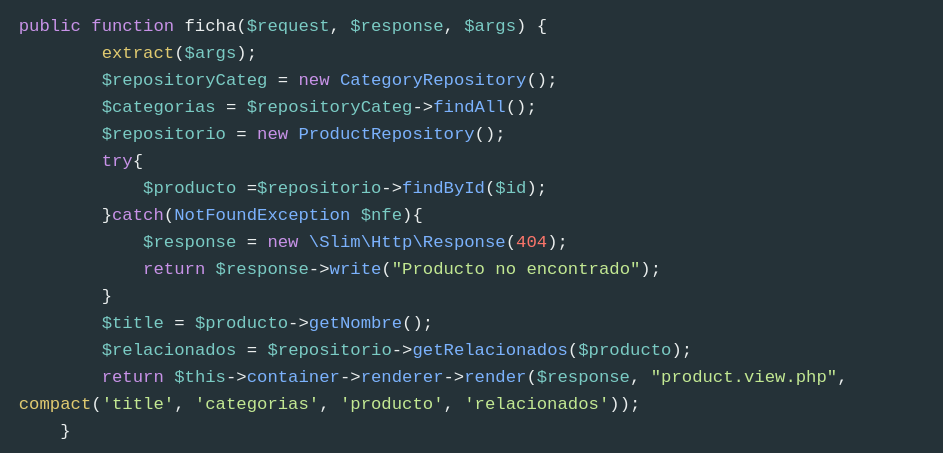 public function ficha($request, $response, $args) {
        extract($args);
        $repositoryCateg = new CategoryRepository();
        $categorias = $repositoryCateg->findAll();
        $repositorio = new ProductRepository();
        try{
            $producto =$repositorio->findById($id);
        }catch(NotFoundException $nfe){
            $response = new \Slim\Http\Response(404);
            return $response->write("Producto no encontrado");
        }
        $title = $producto->getNombre();
        $relacionados = $repositorio->getRelacionados($producto);
        return $this->container->renderer->render($response, "product.view.php",
compact('title', 'categorias', 'producto', 'relacionados'));
    }